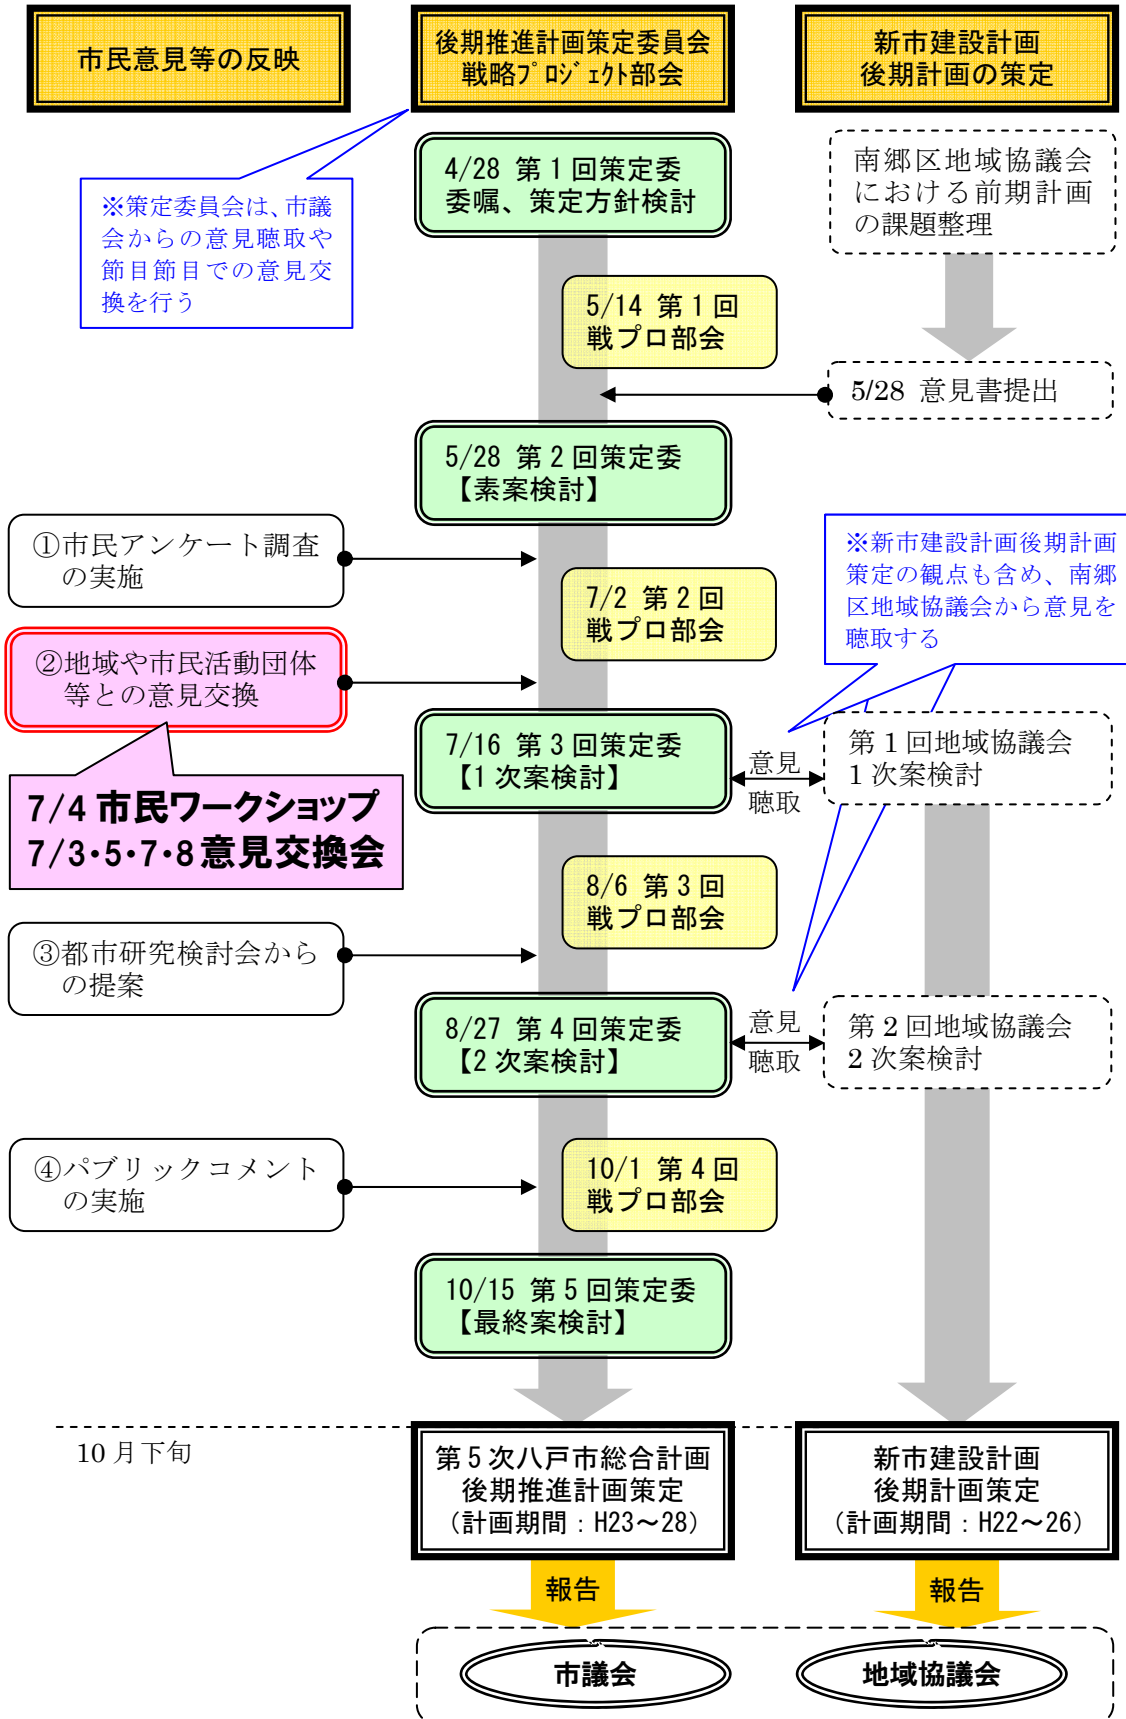 市民意見等の反映
後期推進計画策定委員会
戦略ﾌﾟﾛｼﾞｪｸﾄ部会
新市建設計画
後期計画の策定
4/28 第1回策定委
委嘱、策定方針検討
南郷区地域協議会
における前期計画
の課題整理
※策定委員会は、市議
会からの意見聴取や
節目節目での意見交
換を行う
5/14 第1回
戦プロ部会
5/28 意見書提出
5/28 第2回策定委
【素案検討】
①市民アンケート調査
の実施
※新市建設計画後期計画
策定の観点も含め、南郷
区地域協議会から意見を
聴取する
7/2 第2回
戦プロ部会
②地域や市民活動団体
等との意見交換
7/16 第3回策定委
【1次案検討】
意見
聴取
第1回地域協議会
1次案検討
7/4 市民ワークショップ
7/3・5・7・8 意見交換会
8/6 第3回
戦プロ部会
③都市研究検討会から
の提案
8/27 第4回策定委
【2次案検討】
意見
聴取
第2回地域協議会
2次案検討
④パブリックコメント
の実施
10/1 第4回
戦プロ部会
10/15 第5回策定委
【最終案検討】
10月下旬
第5次八戸市総合計画
後期推進計画策定
（計画期間：H23～28）
新市建設計画
後期計画策定
（計画期間：H22～26）
報告
報告
市議会
地域協議会